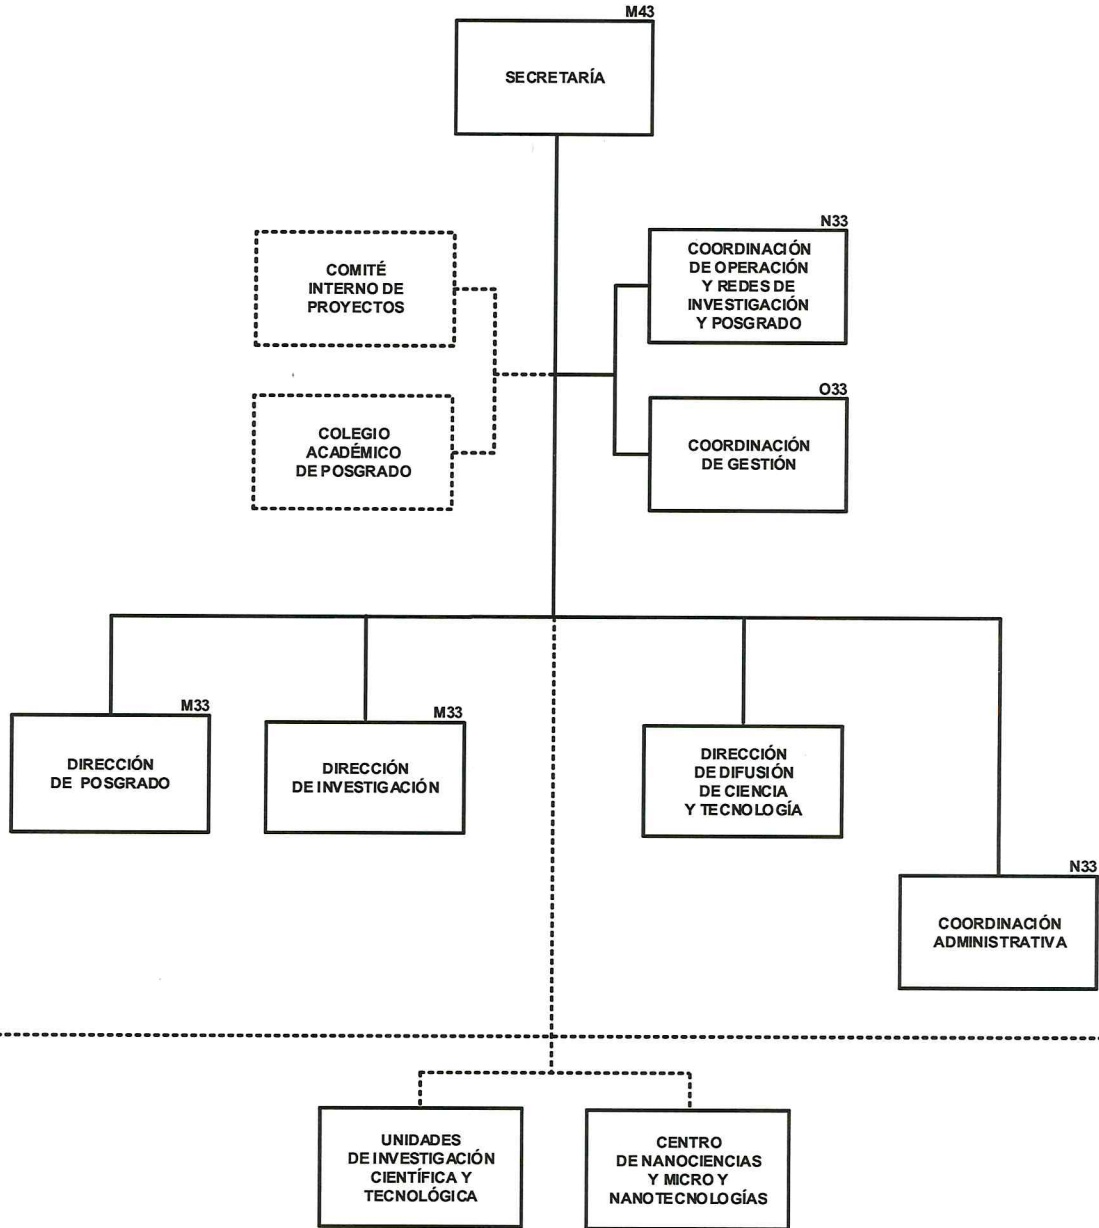 M43
SECRETARÍA
COMITÉ
INTERNO DE
PROYECTOS
N33
COORDINACIÓN
DE OPERACIÓN
Y REDES DE
INVESTIGACIÓN
Y POSGRADO
COLEGIO
ACADÉMICO
DE POSGRADO
O33
COORDINACIÓN
DE GESTIÓN
M33
DIRECCIÓN
DE POSGRADO
M33
DIRECCIÓN
DE INVESTIGACIÓN
DIRECCIÓN
DE DIFUSIÓN
DE CIENCIA
Y TECNOLOGÍA
N33
COORDINACIÓN
ADMINISTRATIVA
UNIDADES
DE INVESTIGACIÓN
CIENTÍFICA Y
TECNOLÓGICA
CENTRO
DE NANOCIENCIAS
Y MICRO Y
NANOTECNOLOGÍAS